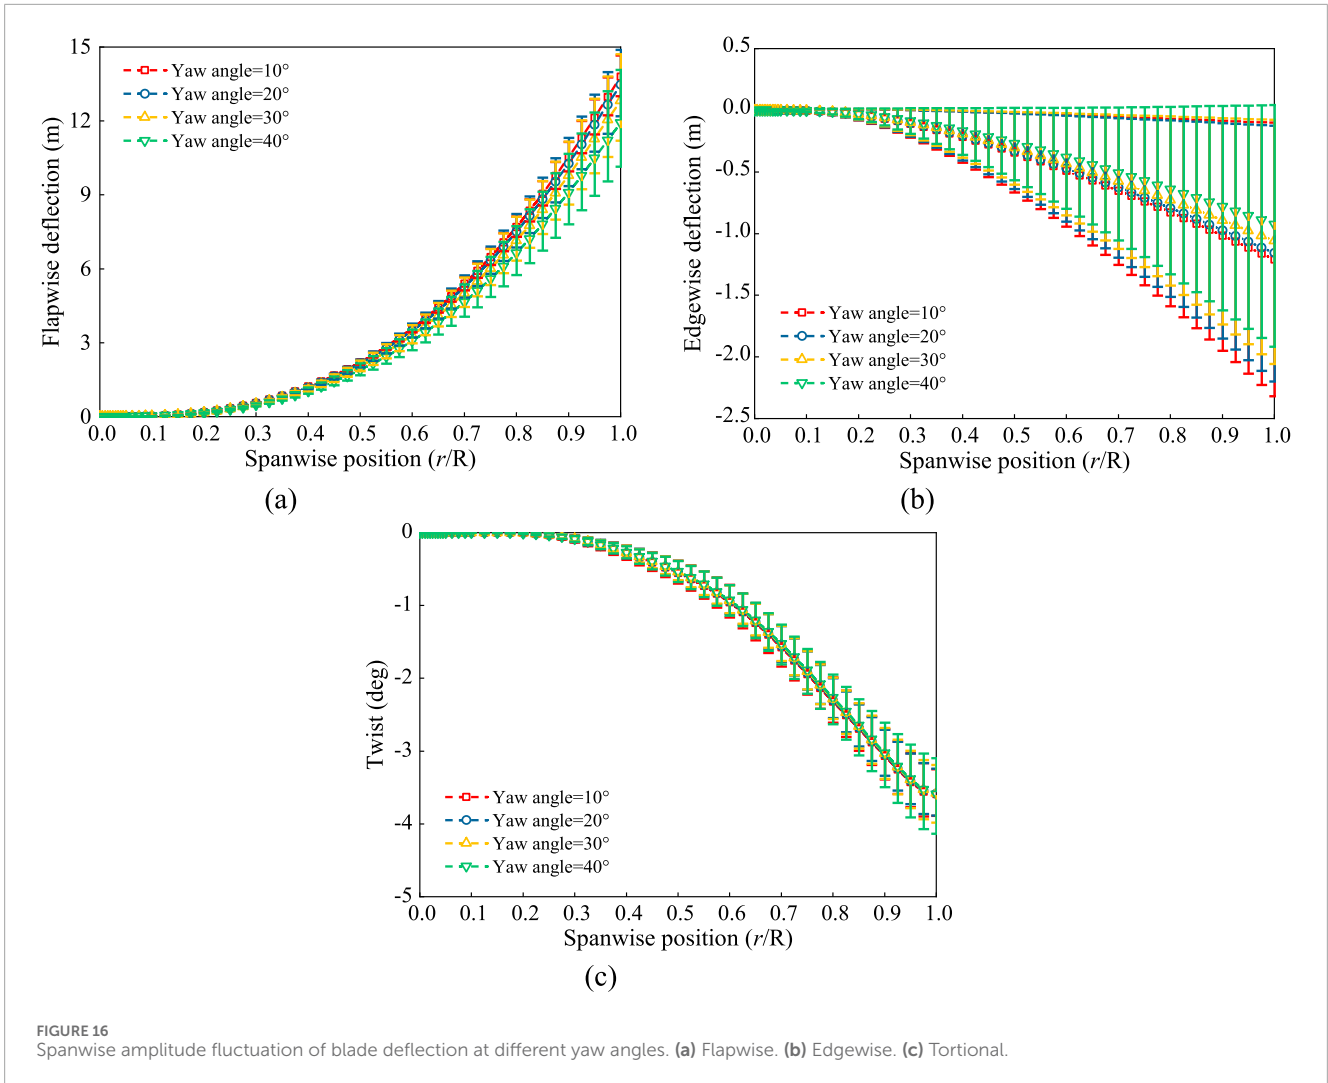 15
12
9
6
3
0
Flapwise deflection (m)
Yaw angle=10°
Yaw angle=20°
Yaw angle=30°
Yaw angle=40°
0.0 0.1 0.2 0.3 0.4 0.5 0.6 0.7 0.8 0.9 1.0
Spanwise position (r/R)
(a)
0.5
0.0
-0.5
-1.0
-1.5
-2.0
-2.5
Edgewise deflection (m)
Yaw angle=10°
Yaw angle=20°
Yaw angle=30°
Yaw angle=40°
0.0 0.1 0.2 0.3 0.4 0.5 0.6 0.7 0.8 0.9 1.0
Spanwise position (r/R)
(b)
0
-1
-2
-3
-4
-5
Twist (deg)
Yaw angle=10°
Yaw angle=20°
Yaw angle=30°
Yaw angle=40°
0.0 0.1 0.2 0.3 0.4 0.5 0.6 0.7 0.8 0.9 1.0
Spanwise position (r/R)
(c)
FIGURE 16
Spanwise amplitude fluctuation of blade deflection at different yaw angles. (a) Flapwise. (b) Edgewise. (c) Tortional.